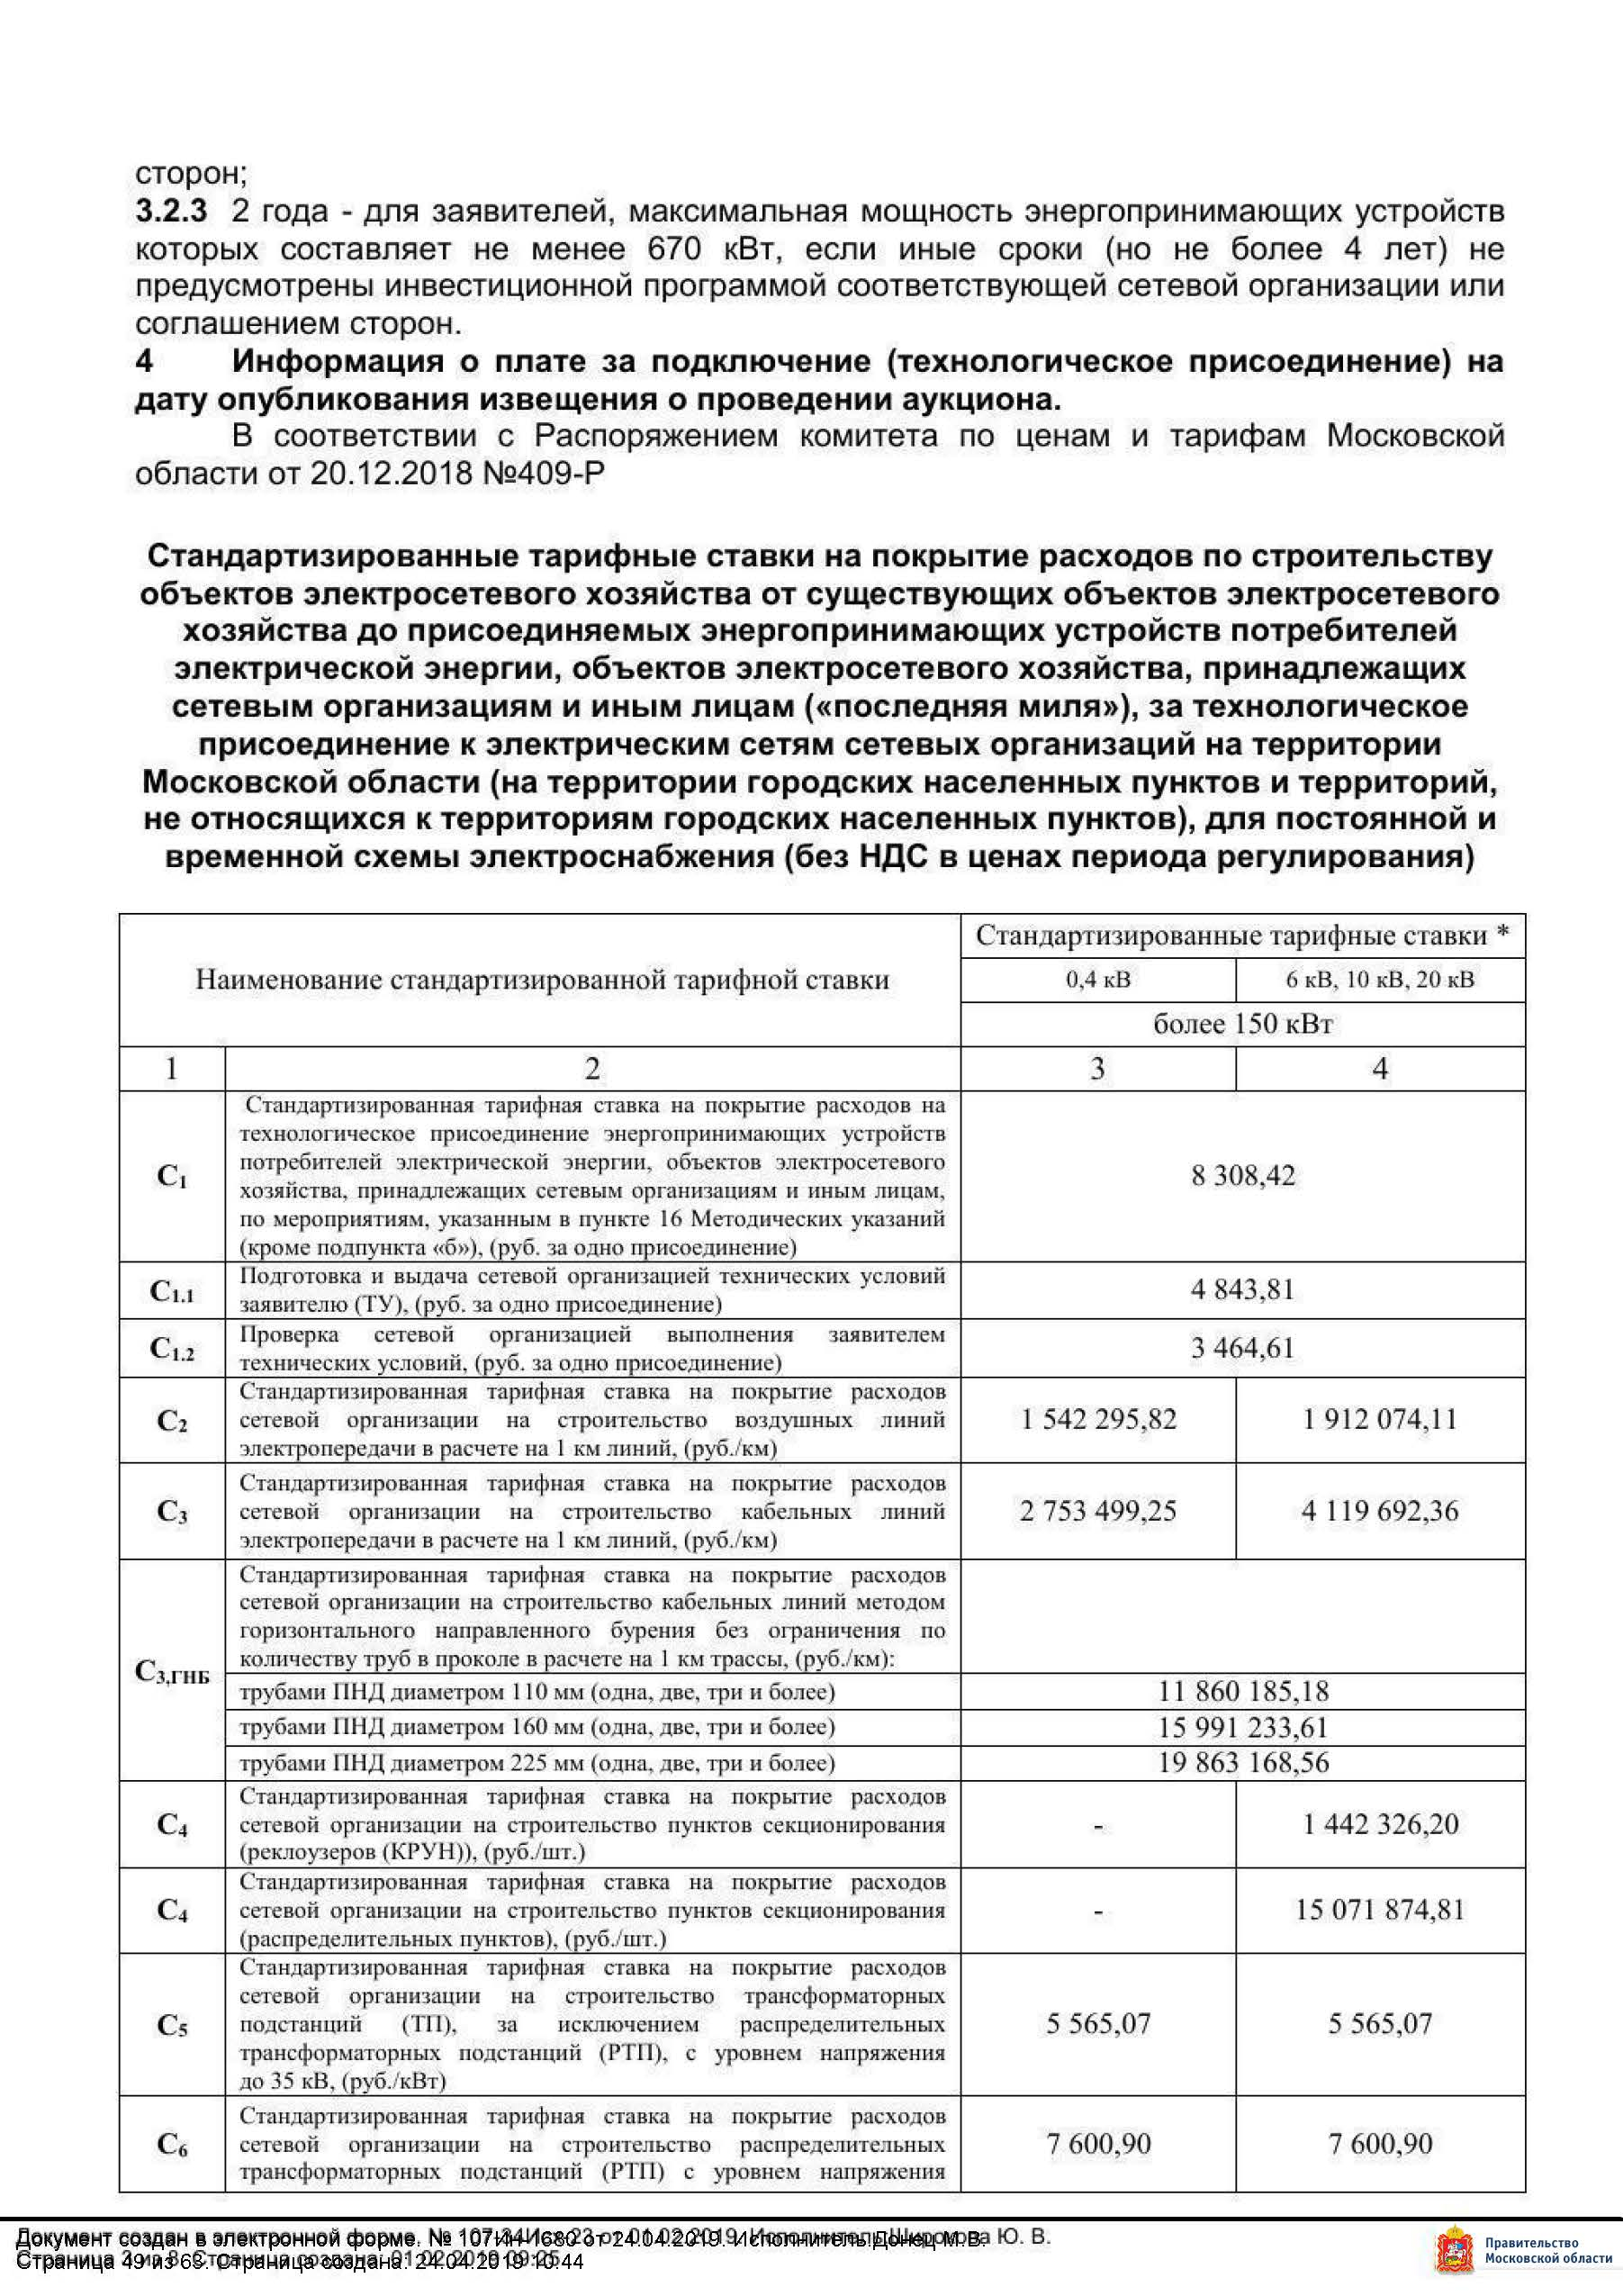 сторон;
3.2.3 2 года - для заявителей, максимальная мощность энергопринимающих устройств
которых составляет не менее 670 кВт, если иные сроки (но не более 4 лет) не
предусмотрены инвестиционной программой соответствующей сетевой организации или
соглашением сторон.
4 Информация о плате за подключение (технологическое присоединение) на
дату опубликования извещения о проведении аукциона.
В соответствии с Распоряжением комитета по ценам и тарифам Московской
области от 20.12.2018 №409-Р
Стандартизированные тарифные ставки на покрытие расходов по строительству
объектов электросетевого хозяйства от существующих объектов электросетевого
хозяйства до присоединяемых энергопринимающих устройств потребителей
электрической энергии, объектов электросетевого хозяйства, принадлежащих
сетевым организациям и иным лицам («последняя миля»), за технологическое
присоединение к электрическим сетям сетевых организаций на территории
Московской области (на территории городских населенных пунктов и территорий,
не относящихся к территориям городских населенных пунктов), для постоянной и
временной схемы электроснабжения (без НДС в ценах периода регулирования)
Наименование стандартизированной тарифной ставки
Стандартизированные тарифные ставки *
0,4 кВ 6 кВ, 10 кВ, 20 кВ
более 150 кВт
1 2 3 4
С1
Стандартизированная тарифная ставка на покрытие расходов на
технологическое присоединение энергопринимающих устройств
потребителей электрической энергии, объектов электросетевого
хозяйства, принадлежащих сетевым организациям и иным лицам,
по мероприятиям, указанным в пункте 16 Методических указаний
(кроме подпункта «б»), (руб. за одно присоединение)
8 308,42
С1.1
Подготовка и выдача сетевой организацией технических условий
заявителю (ТУ), (руб. за одно присоединение)
4 843,81
С1.2
Проверка сетевой организацией выполнения заявителем
технических условий, (руб. за одно присоединение)
3 464,61
С2
Стандартизированная тарифная ставка на покрытие расходов
сетевой организации на строительство воздушных линий
электропередачи в расчете на 1 км линий, (руб./км)
1 542 295,82 1 912 074,11
С3
Стандартизированная тарифная ставка на покрытие расходов
сетевой организации на строительство кабельных линий
электропередачи в расчете на 1 км линий, (руб./км)
2 753 499,25 4 119 692,36
С3,ГНБ
Стандартизированная тарифная ставка на покрытие расходов
сетевой организации на строительство кабельных линий методом
горизонтального направленного бурения без ограничения по
количеству труб в проколе в расчете на 1 км трассы, (руб./км):
трубами ПНД диаметром 110 мм (одна, две, три и более) 11 860 185,18
трубами ПНД диаметром 160 мм (одна, две, три и более) 15 991 233,61
трубами ПНД диаметром 225 мм (одна, две, три и более) 19 863 168,56
С4
Стандартизированная тарифная ставка на покрытие расходов
сетевой организации на строительство пунктов секционирования
(реклоузеров (КРУН)), (руб./шт.)
- 1 442 326,20
С4
Стандартизированная тарифная ставка на покрытие расходов
сетевой организации на строительство пунктов секционирования
(распределительных пунктов), (руб./шт.)
- 15 071 874,81
С5
Стандартизированная тарифная ставка на покрытие расходов
сетевой организации на строительство трансформаторных
подстанций (ТП), за исключением распределительных
трансформаторных подстанций (РТП), с уровнем напряжения
до 35 кВ, (руб./кВт)
5 565,07 5 565,07
С6
Стандартизированная тарифная ставка на покрытие расходов
сетевой организации на строительство распределительных
трансформаторных подстанций (РТП) с уровнем напряжения
7 600,90 7 600,90
Документ создан в электронной форме. № от 24.04.2019. Исполнитель: Донец М.В.
Страница 49 из 63. Страница создана: 24.04.2019 10:44
Ю. В.
Правительство
Московской области